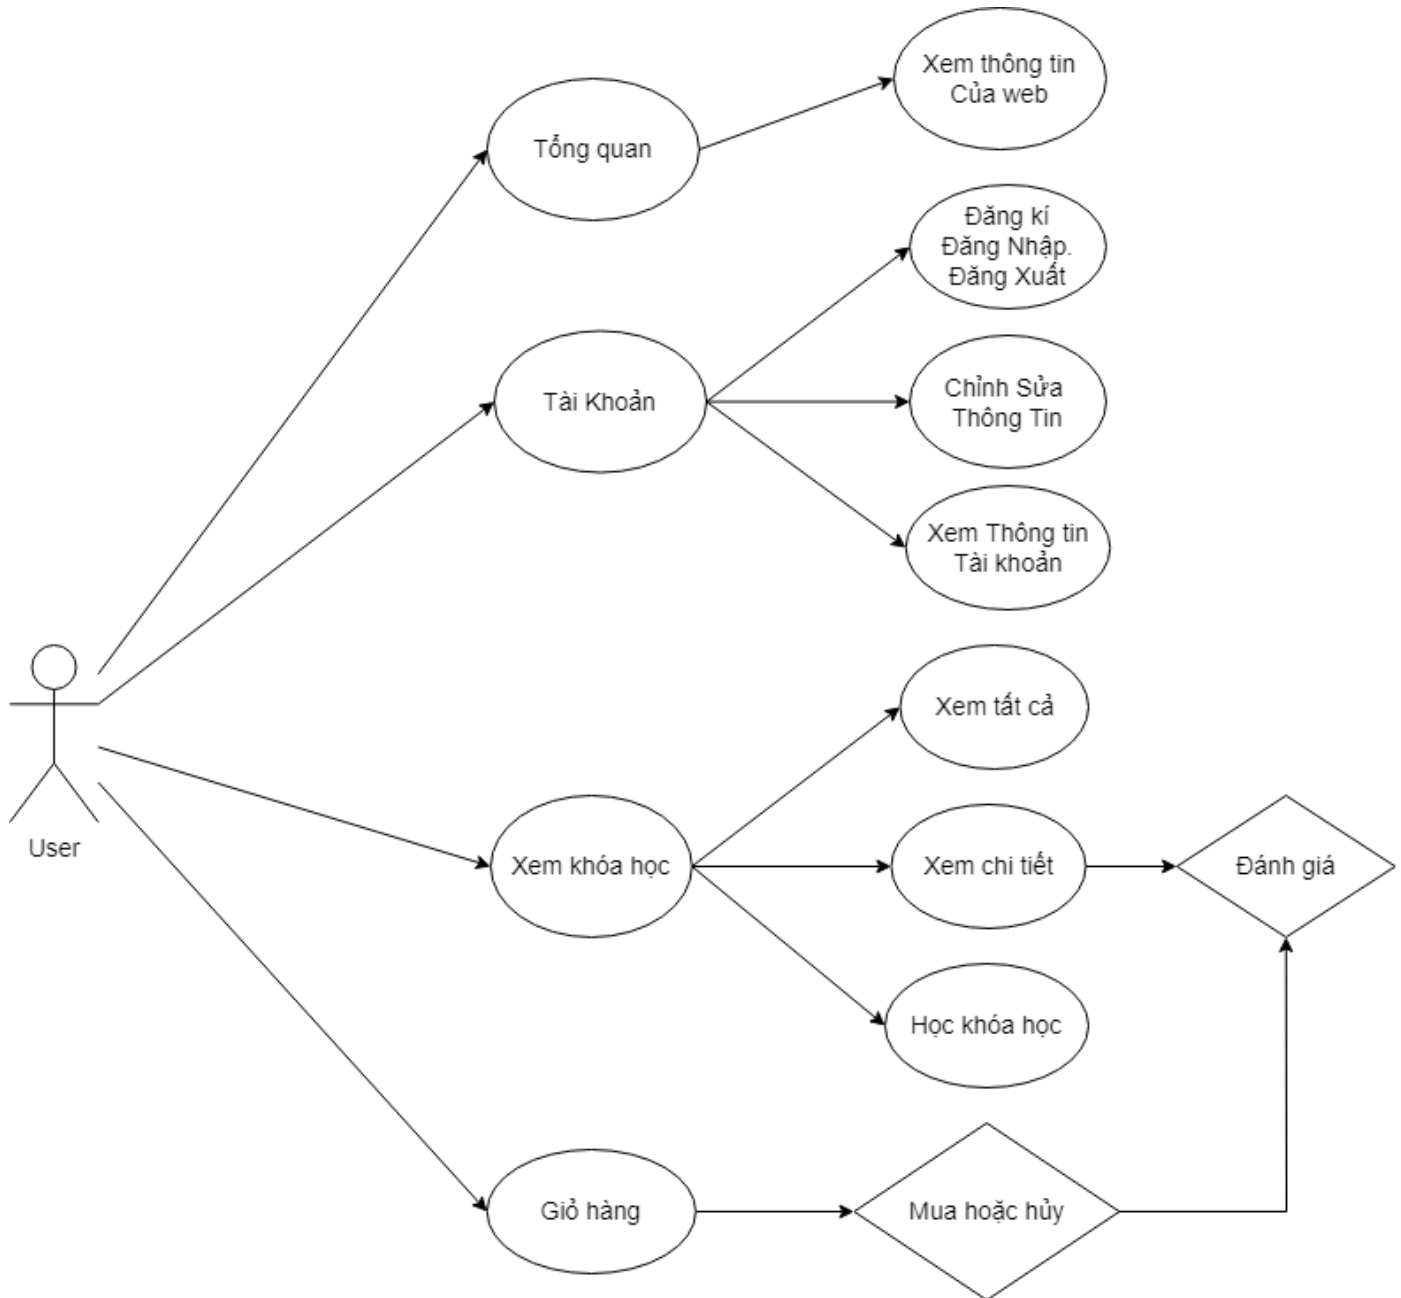 Xem thông tin
Của web
Tổng quan
Đăng kí
Đăng Nhập.
Đăng Xuất
Tài Khoản
Chỉnh Sửa
Thông Tin
Xem Thông tin
Tài khoản
Xem tất cả
User
Xem khóa học
Xem chi tiết
Đánh giá
Học khóa học
Giỏ hàng
Mua hoặc hủy